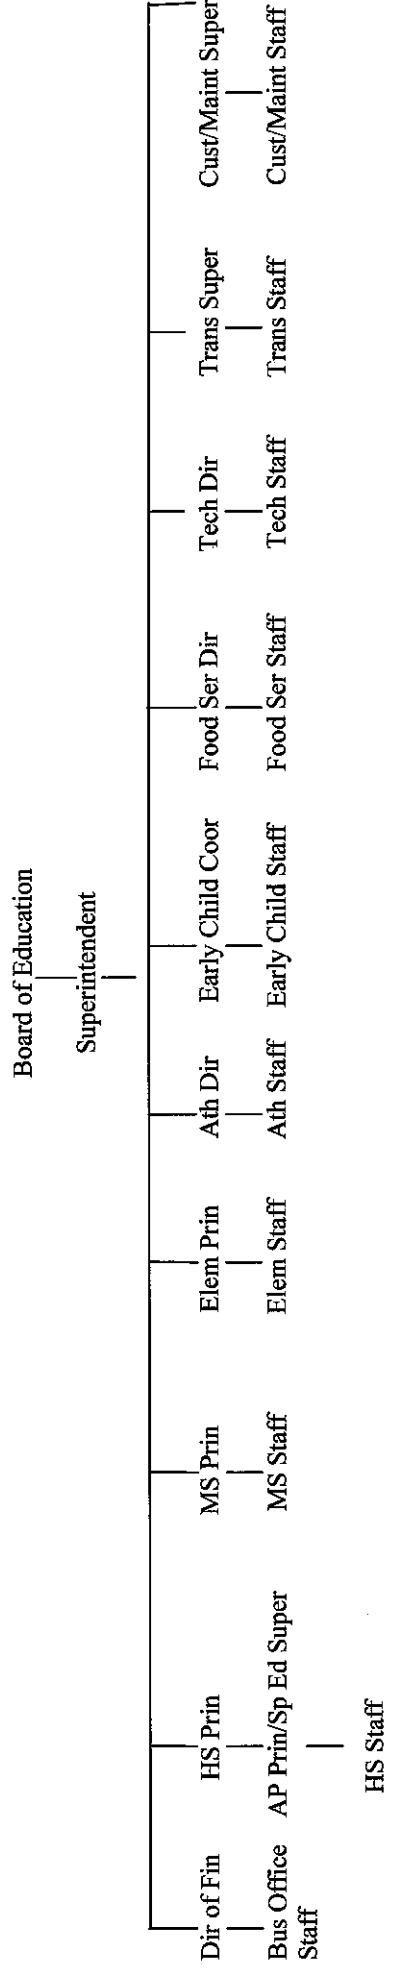 Board of Education
Superintendent
Dir of Fin
HS Prin
MS Prin
Elem Prin
Ath Dir
Early Child Coor
Food Ser Dir
Tech Dir
Trans Super
Cust/Maint Super
Bus Office
Staff
AP Prin/Sp Ed Super
MS Staff
Elem Staff
Ath Staff
Early Child Staff
Food Ser Staff
Tech Staff
Trans Staff
Cust/Maint Staff
HS Staff